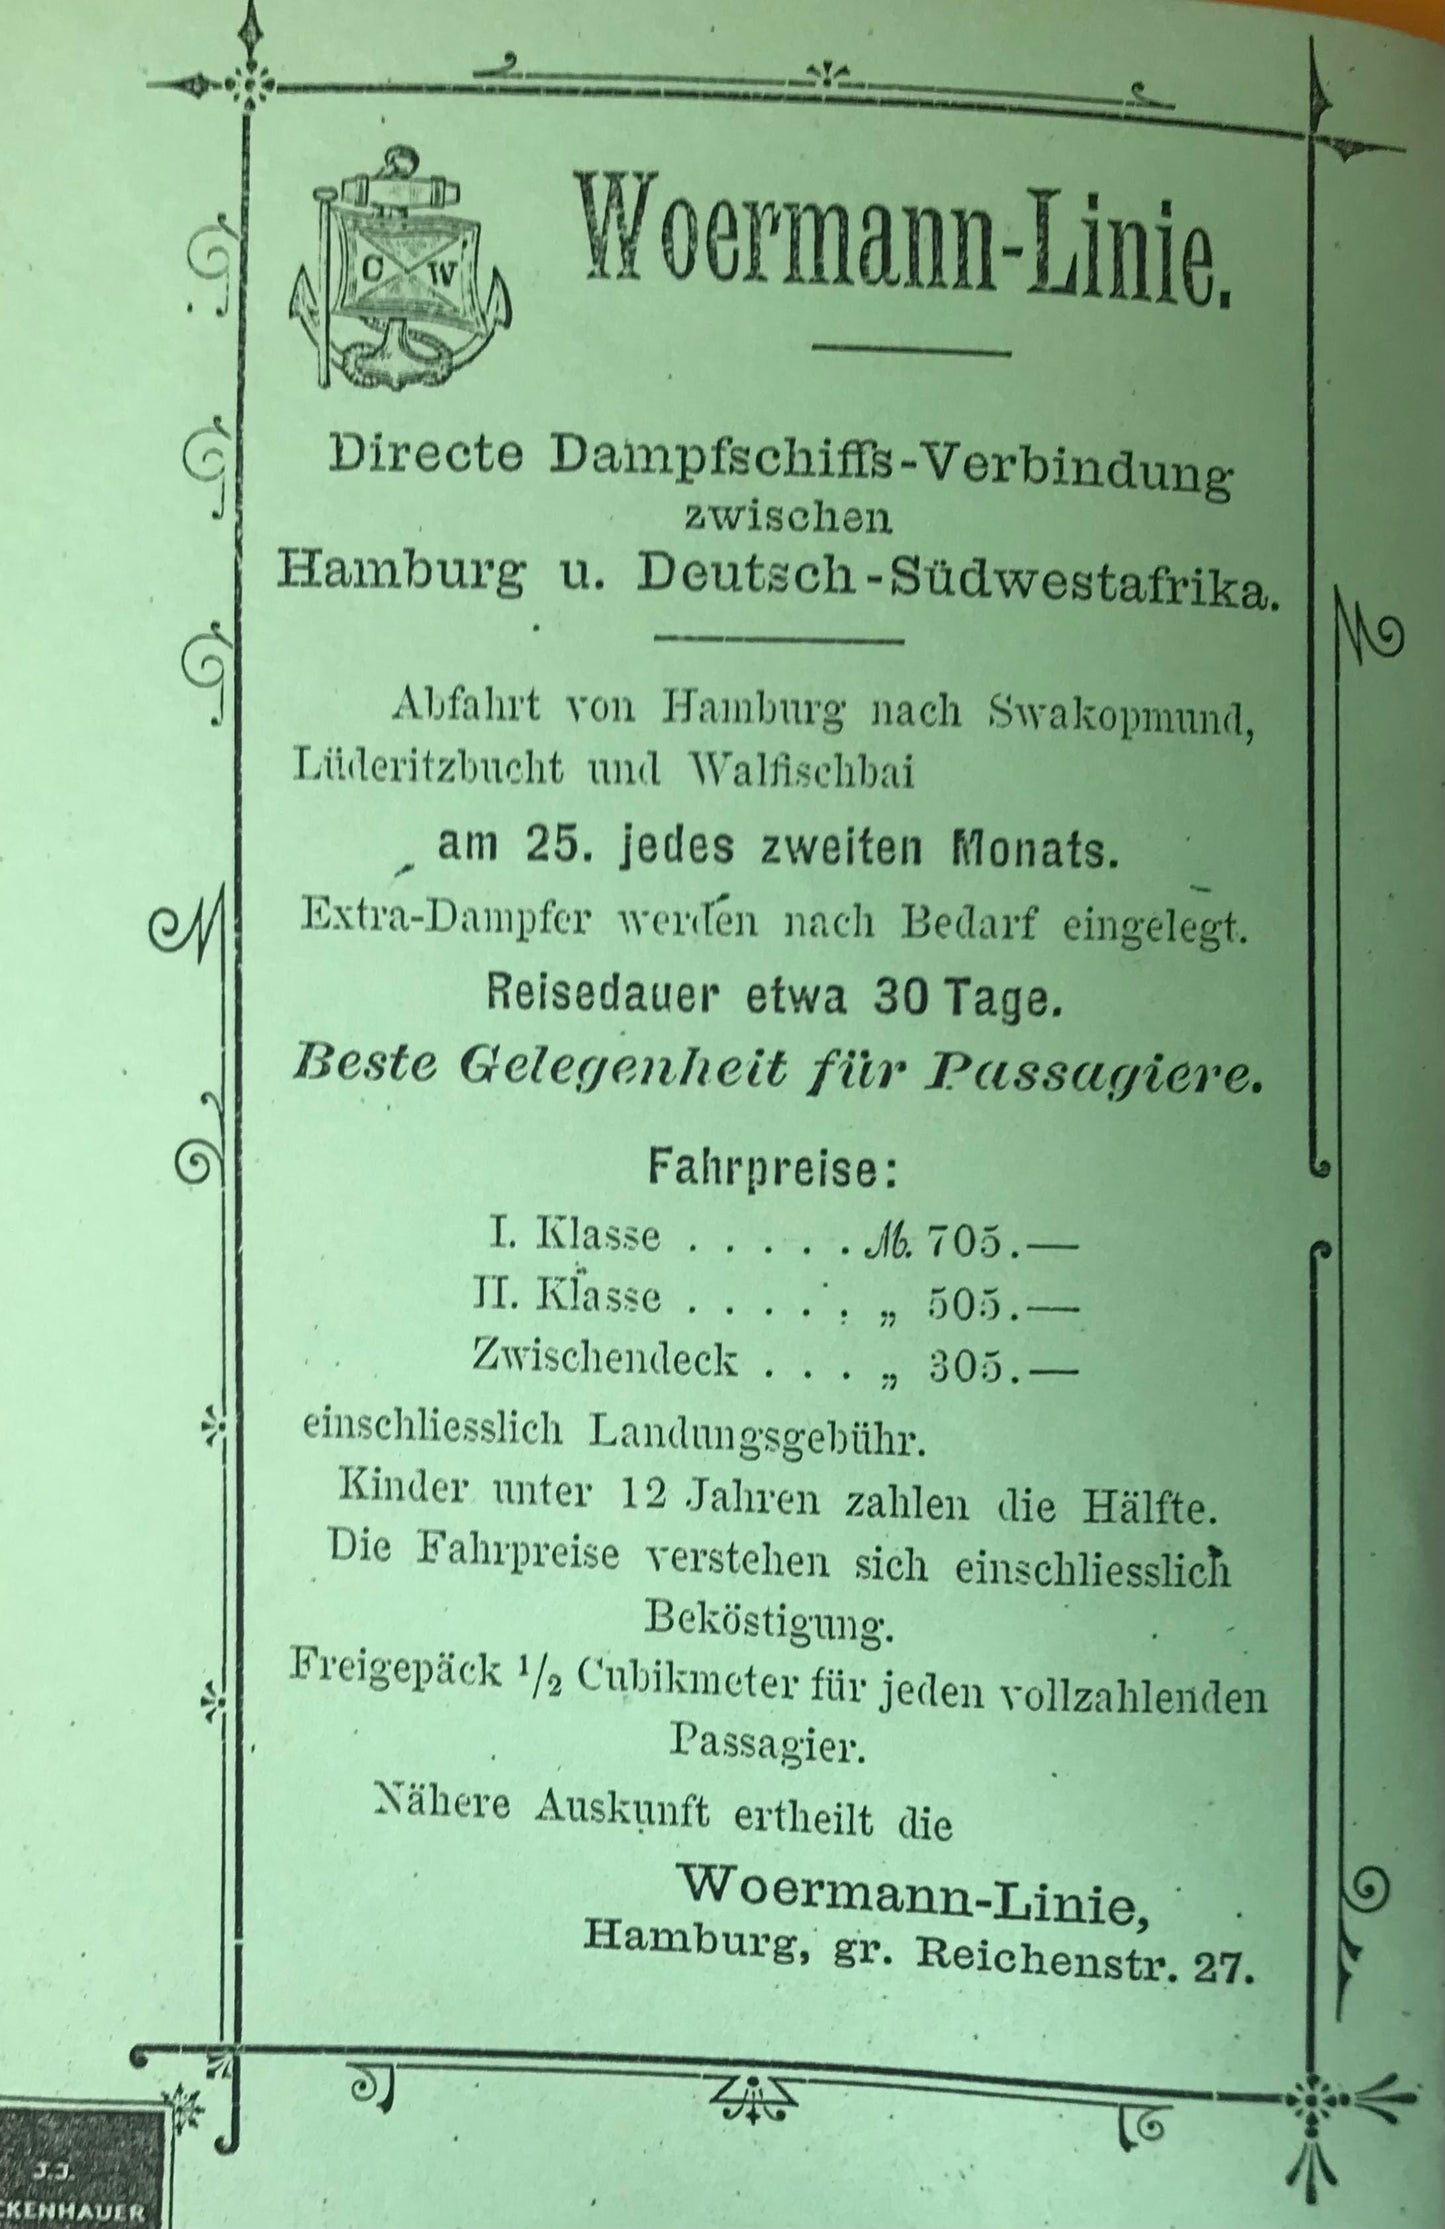 C W
Woermann-Linie.
Directe Dampfschiffs-Verbindung
zwischen
Hamburg u. Deutsch-Südwestafrika.
Abfahrt von Hamburg nach Swakopmund,
Lüderitzbucht und Walfischbai
am 25. jedes zweiten Monats.
Extra-Dampfer werden nach Bedarf eingelegt.
Reisedauer etwa 30 Tage.
Beste Gelegenheit für Passagiere.
Fahrpreise:
I. Klasse . . . . . M. 705.—
II. Klasse . . . . . „ 505.—
Zwischendeck . . . „ 305.—
einschliesslich Landungsgebühr.
Kinder unter 12 Jahren zahlen die Hälfte.
Die Fahrpreise verstehen sich einschliesslich
Beköstigung.
Freigepäck 1/2 Cubikmeter für jeden vollzahlenden
Passagier.
Nähere Auskunft ertheilt die
Woermann-Linie,
Hamburg, gr. Reichenstr. 27.
J.J.
CKENHAUER